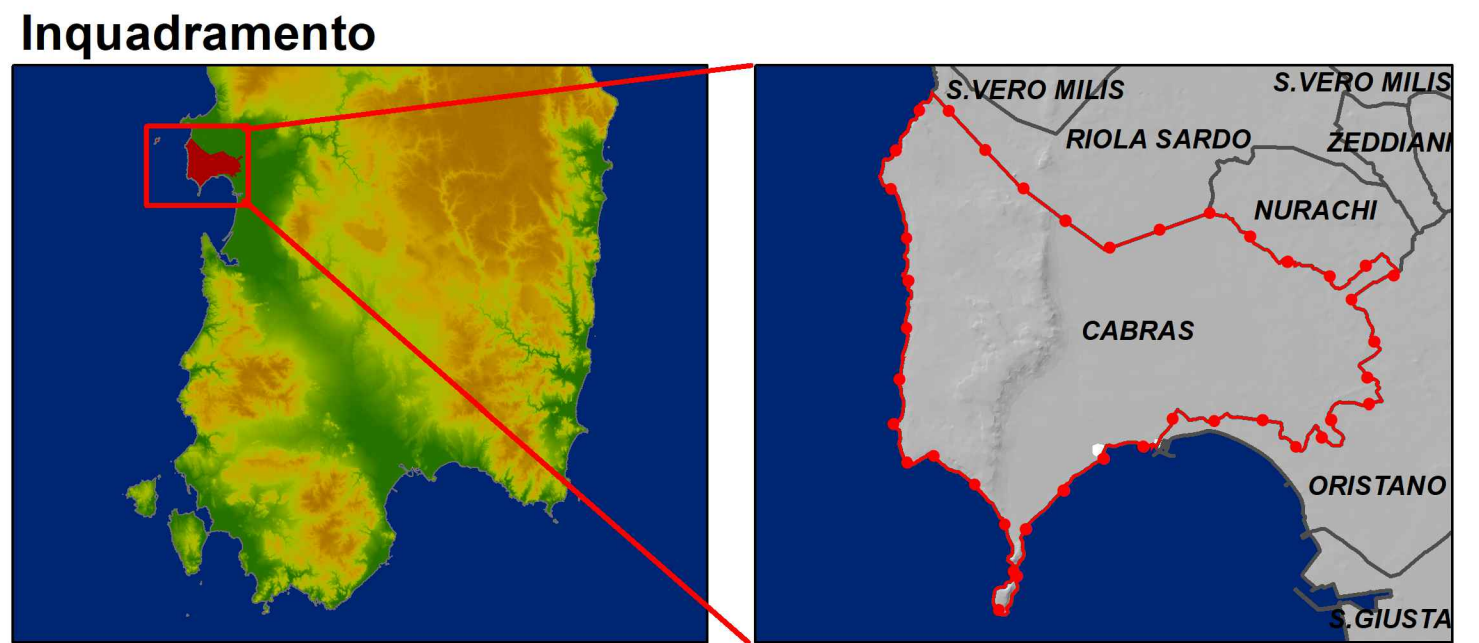 Inquadramento
S.VERO MILIS
S.VERO MILIS
RIOLA SARDO
ZEDDIANI
NURACHI
CABRAS
ORISTANO
S.GIUSTA